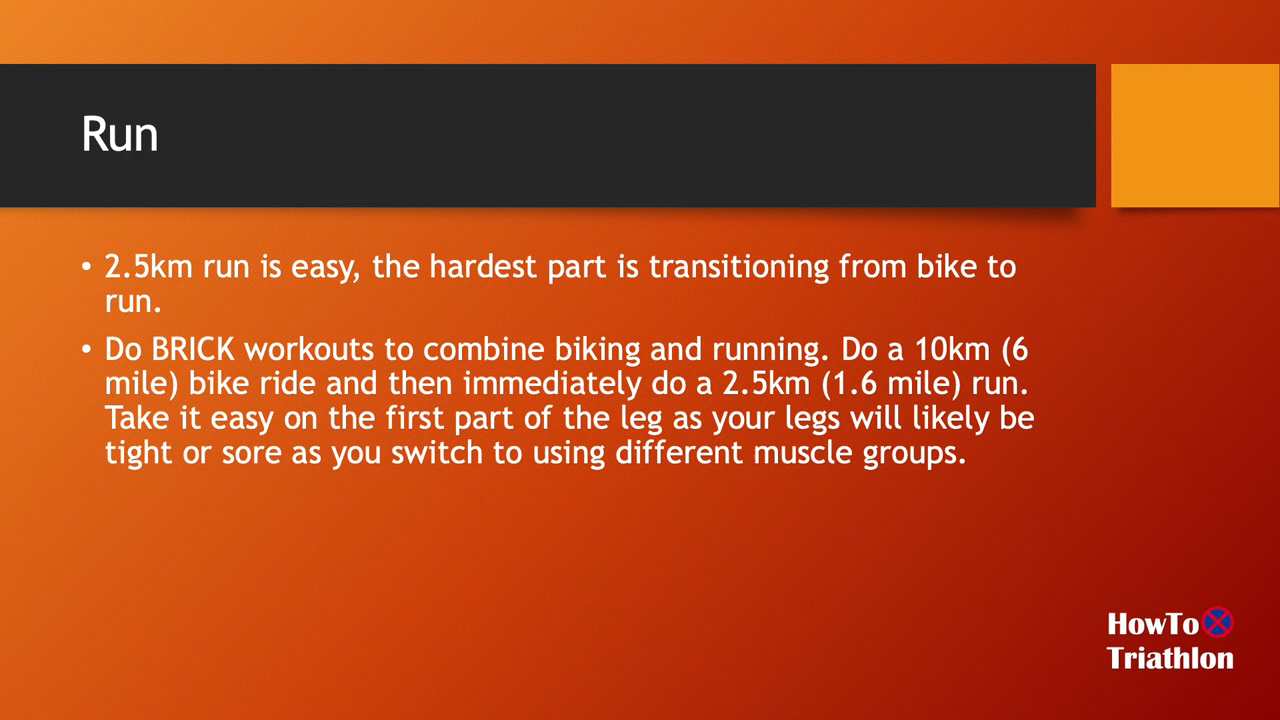 Run
• 2.5km run is easy, the hardest part is transitioning from bike to
run.
• Do BRICK workouts to combine biking and running. Do a 10km (6
mile) bike ride and then immediately do a 2.5km (1.6 mile) run.
Take it easy on the first part of the leg as your legs will likely be
tight or sore as you switch to using different muscle groups.
HowTo
Triathlon